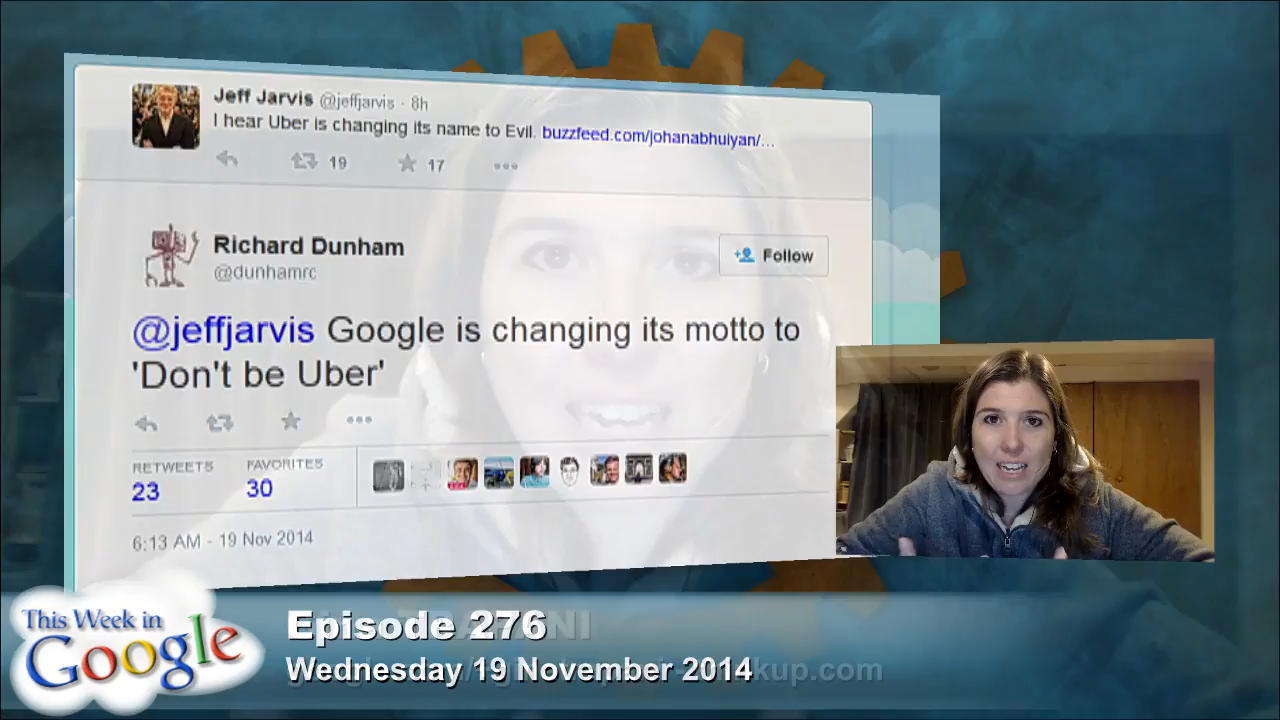 Jeff Jarvis @jeffjarvis · 8h
I hear Uber is changing its name to Evil. buzzfeed.com/johanabhuiyan/...
19 17
Richard Dunham
@dunhamrc
Follow
@jeffjarvis Google is changing its motto to
'Don't be Uber'
RETWEETS FAVORITES
23 30
6:13 AM - 19 Nov 2014
This Week in
Google
Episode 276
Wednesday 19 November 2014
kup.com